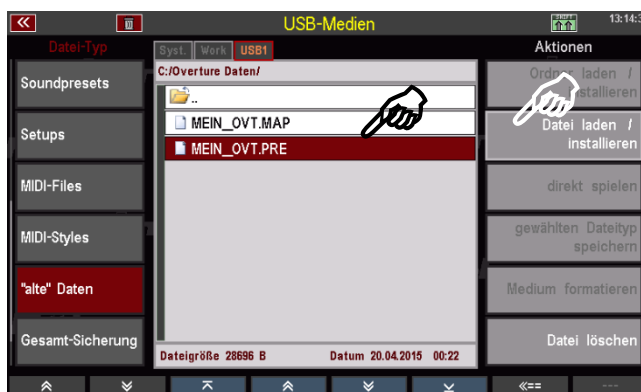 USB-Medien
13:14:3
Datei-Typ
Syst. Work USB1
Aktionen
C:/Overture Daten/
..
MEIN_OVT.MAP
MEIN_OVT.PRE
Soundpresets
Setups
MIDI-Files
MIDI-Styles
"alte" Daten
Gesamt-Sicherung
Dateigröße 28696 B Datum 20.04.2015 00:22
Ordner laden /
installieren
Datei laden /
installieren
direkt spielen
gewählten Dateityp
speichern
Medium formatieren
Datei löschen
«==
---